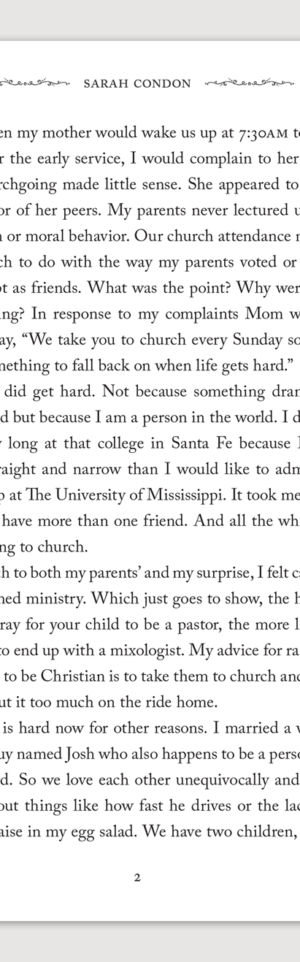 SARAH CONDON
en my mother would wake us up at 7:30AM t
r the early service, I would complain to her
rchgoing made little sense. She appeared to
or of her peers. My parents never lectured u
n or moral behavior. Our church attendance
ch to do with the way my parents voted or
ot as friends. What was the point? Why wer
ing? In response to my complaints Mom w
ay, “We take you to church every Sunday so
mething to fall back on when life gets hard.”
did get hard. Not because something dran
d but because I am a person in the world. I d
y long at that college in Santa Fe because
raight and narrow than I would like to adm
p at The University of Mississippi. It took me
have more than one friend. And all the wh
ng to church.
ch to both my parents’ and my surprise, I felt c
ned ministry. Which just goes to show, the h
ray for your child to be a pastor, the more l
to end up with a mixologist. My advice for ra
to be Christian is to take them to church and
ut it too much on the ride home.
is hard now for other reasons. I married a v
uy named Josh who also happens to be a perso
d. So we love each other unequivocally and
out things like how fast he drives or the lac
aise in my egg salad. We have two children,
2